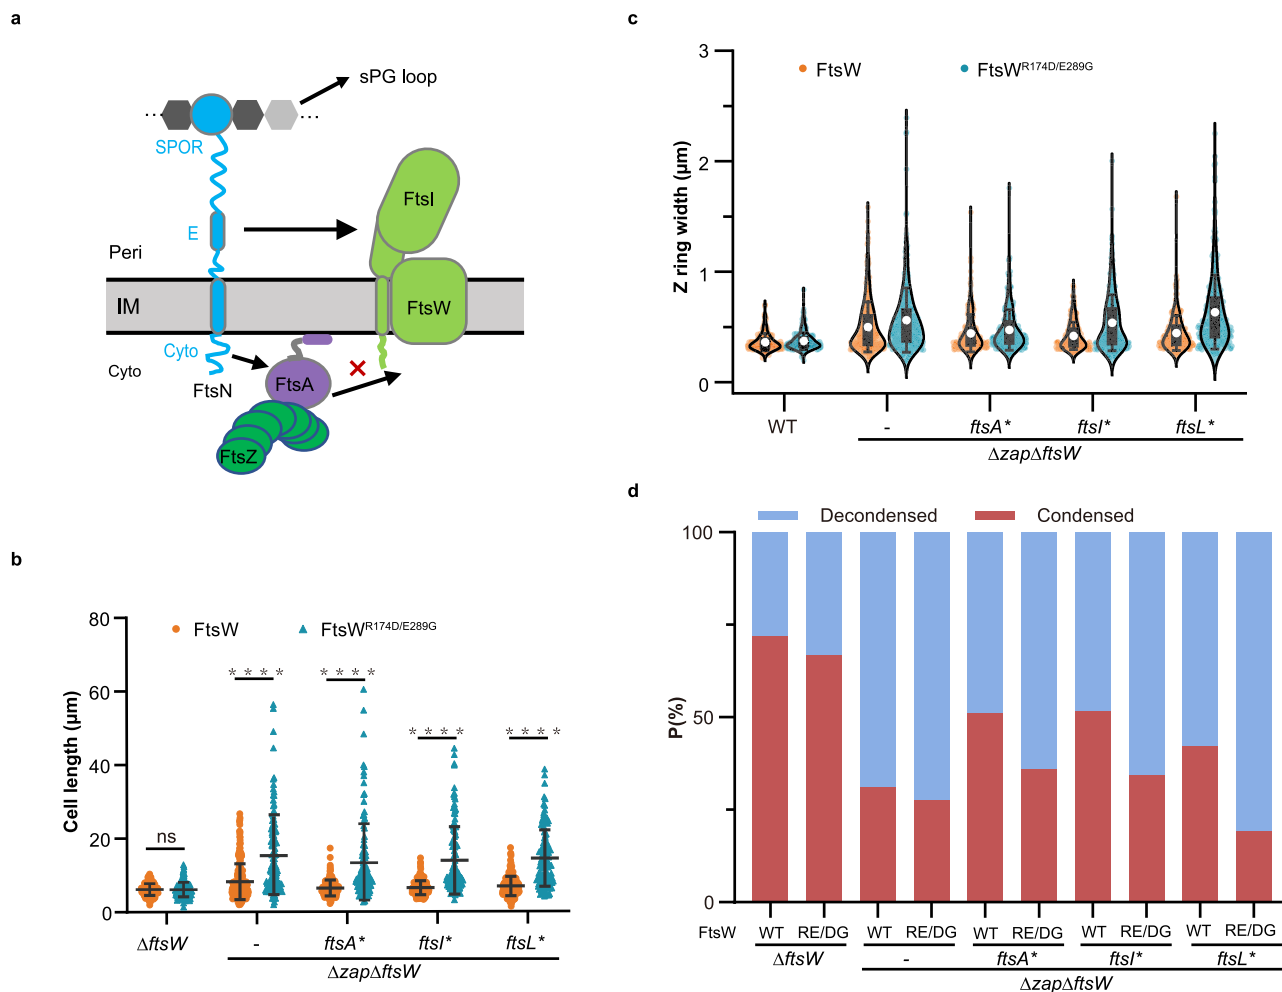 a
sPG loop
SPOR
E
FtsI
Peri
IM
FtsW
Cyto
Cyto
FtsN
FtsA
FtsZ
b
80
60
40
20
0
Cell length (µm)
FtsW
FtsW^R174D/E289G
ns
****
****
****
****
ΔftsW
-
ftsA*
ftsI*
ftsL*
ΔzapΔftsW
c
3
2
1
0
Z ring width (µm)
FtsW
FtsW^R174D/E289G
WT
-
ftsA*
ftsI*
ftsL*
ΔzapΔftsW
d
Decondensed
Condensed
100
50
0
P(%)
FtsW WT RE/DG WT RE/DG WT RE/DG WT RE/DG WT RE/DG
ΔftsW - ftsA* ftsI* ftsL*
ΔzapΔftsW